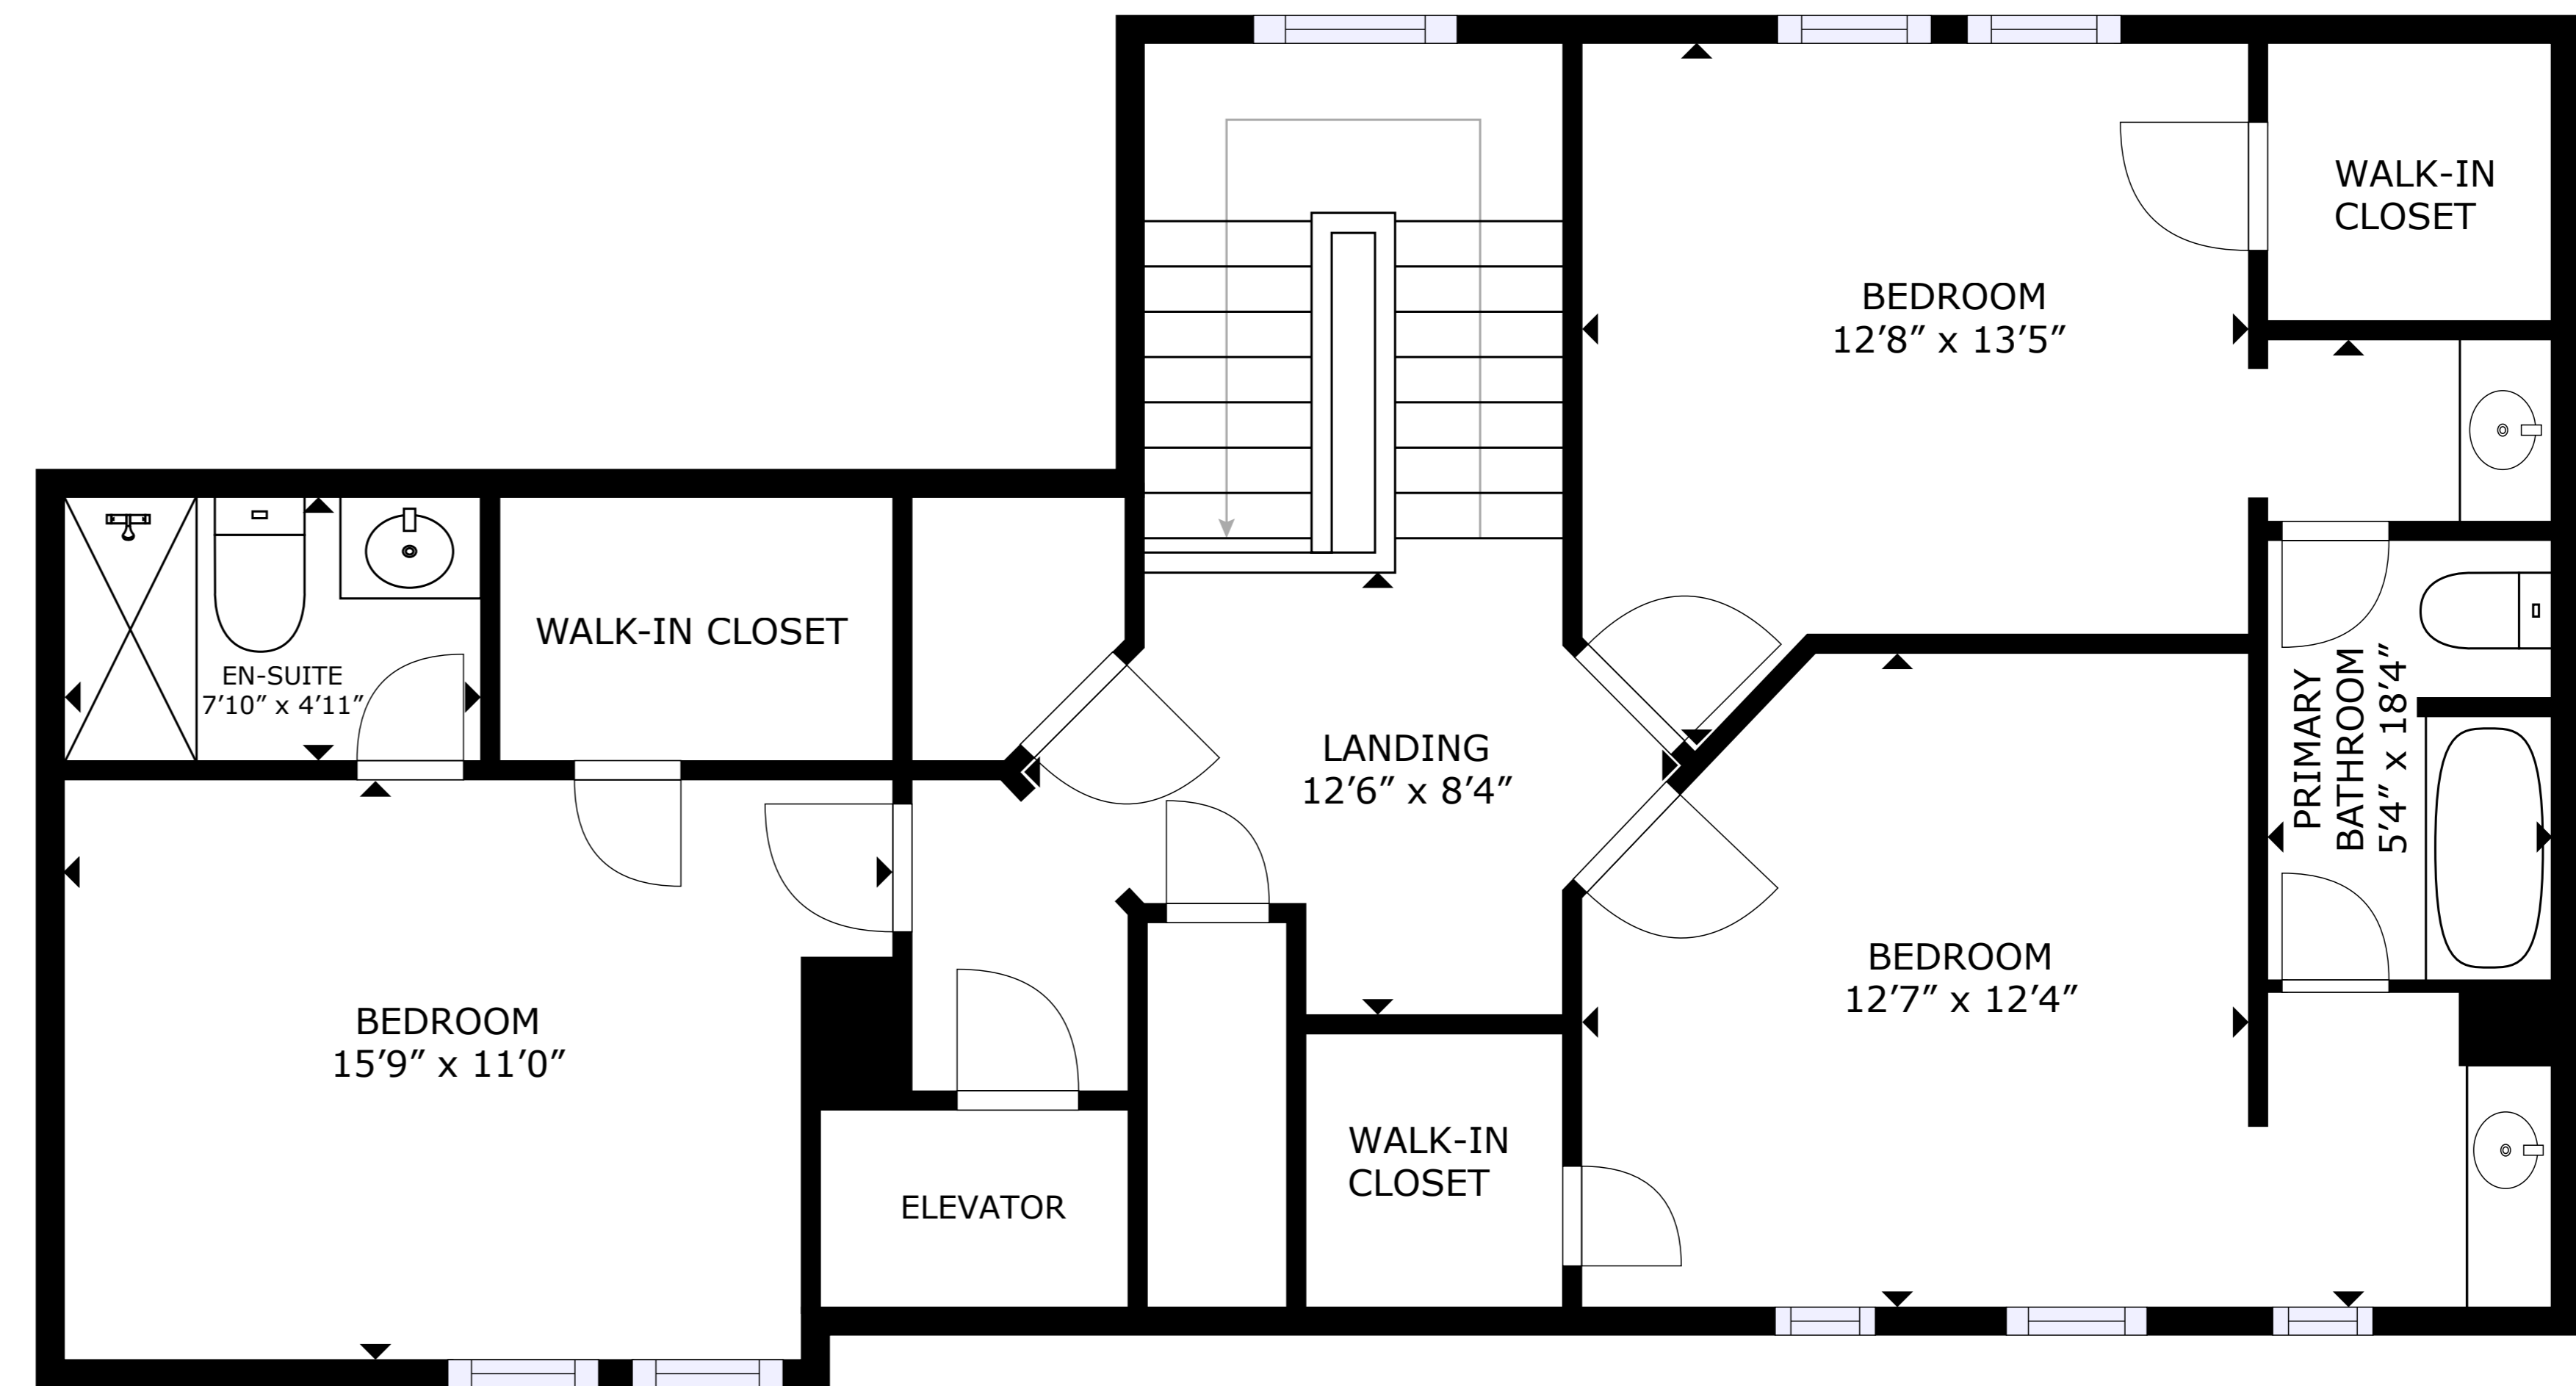 WALK-IN
CLOSET
BEDROOM
12′8″ x 13′5″
WALK-IN CLOSET
EN-SUITE
7′10″ x 4′11″
LANDING
12′6″ x 8′4″
PRIMARY
BATHROOM
5′4″ x 18′4″
BEDROOM
12′7″ x 12′4″
BEDROOM
15′9″ x 11′0″
WALK-IN
CLOSET
ELEVATOR